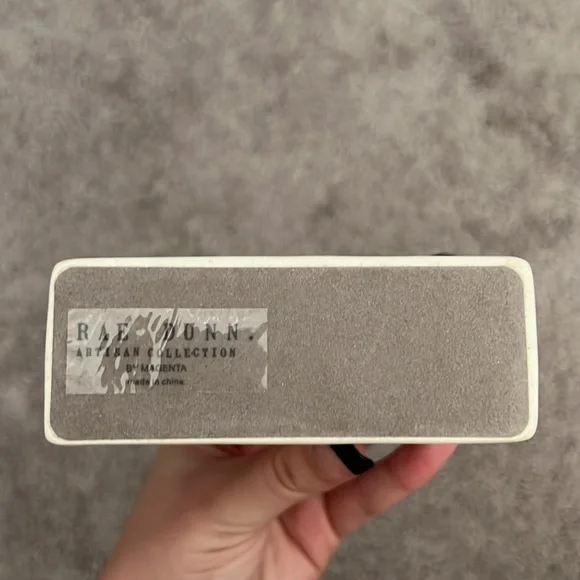 RAE DUNN.
ARTISAN COLLECTION
BY MAGENTA
made in china.